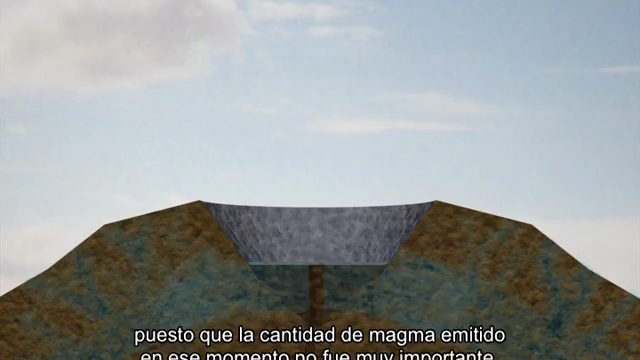 puesto que la cantidad de magma emitido
en ese momento no fue muy importante